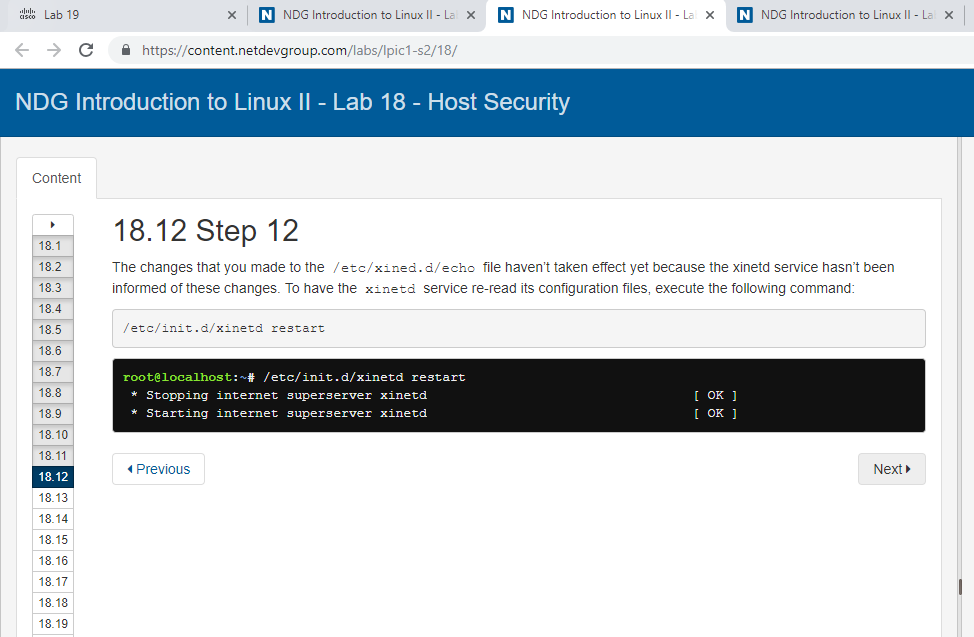 Lab 19
NDG Introduction to Linux II - La
NDG Introduction to Linux II - La
NDG Introduction to Linux II - La
https://content.netdevgroup.com/labs/lpic1-s2/18/
NDG Introduction to Linux II - Lab 18 - Host Security
Content
18.1
18.2
18.3
18.4
18.5
18.6
18.7
18.8
18.9
18.10
18.11
18.12
18.13
18.14
18.15
18.16
18.17
18.18
18.19
18.12 Step 12
The changes that you made to the /etc/xined.d/echo file haven't taken effect yet because the xinetd service hasn't been
informed of these changes. To have the xinetd service re-read its configuration files, execute the following command:
/etc/init.d/xinetd restart
root@localhost:~# /etc/init.d/xinetd restart
* Stopping internet superserver xinetd [ OK ]
* Starting internet superserver xinetd [ OK ]
Previous
Next